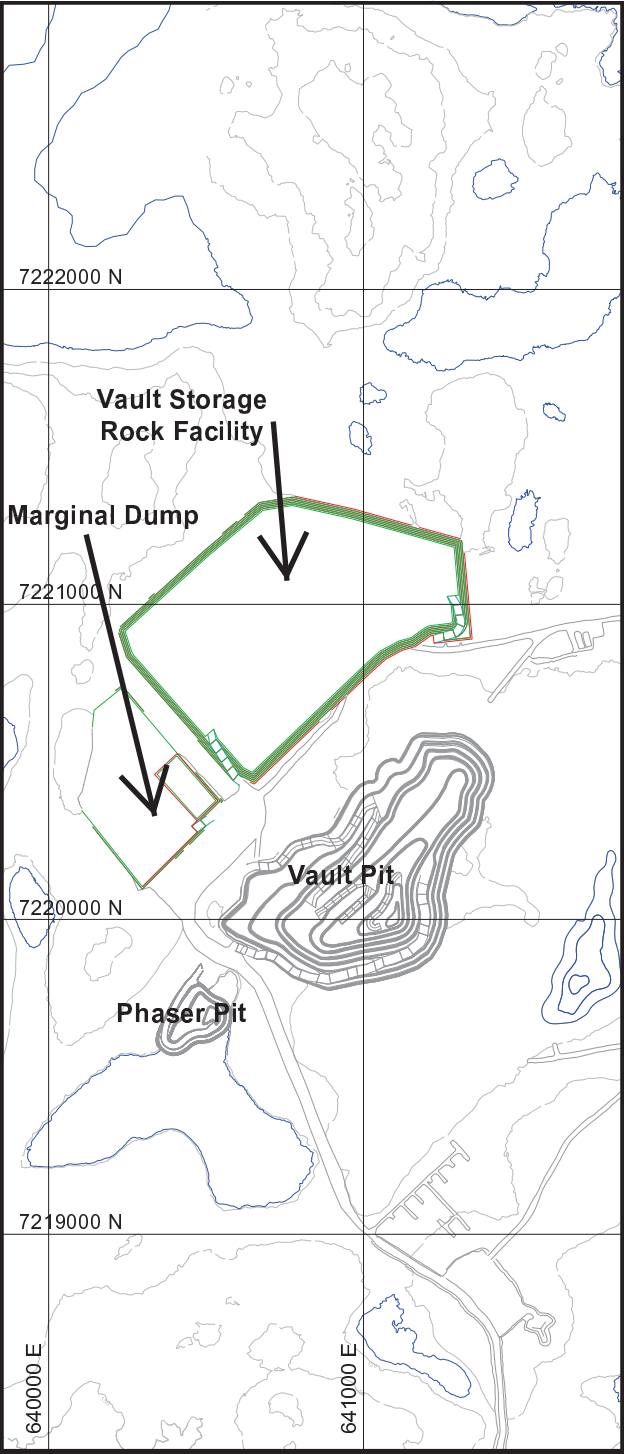 7222000 N
Vault Storage
Rock Facility
Marginal Dump
7221000 N
Vault Pit
7220000 N
Phaser Pit
7219000 N
640000 E
641000 E